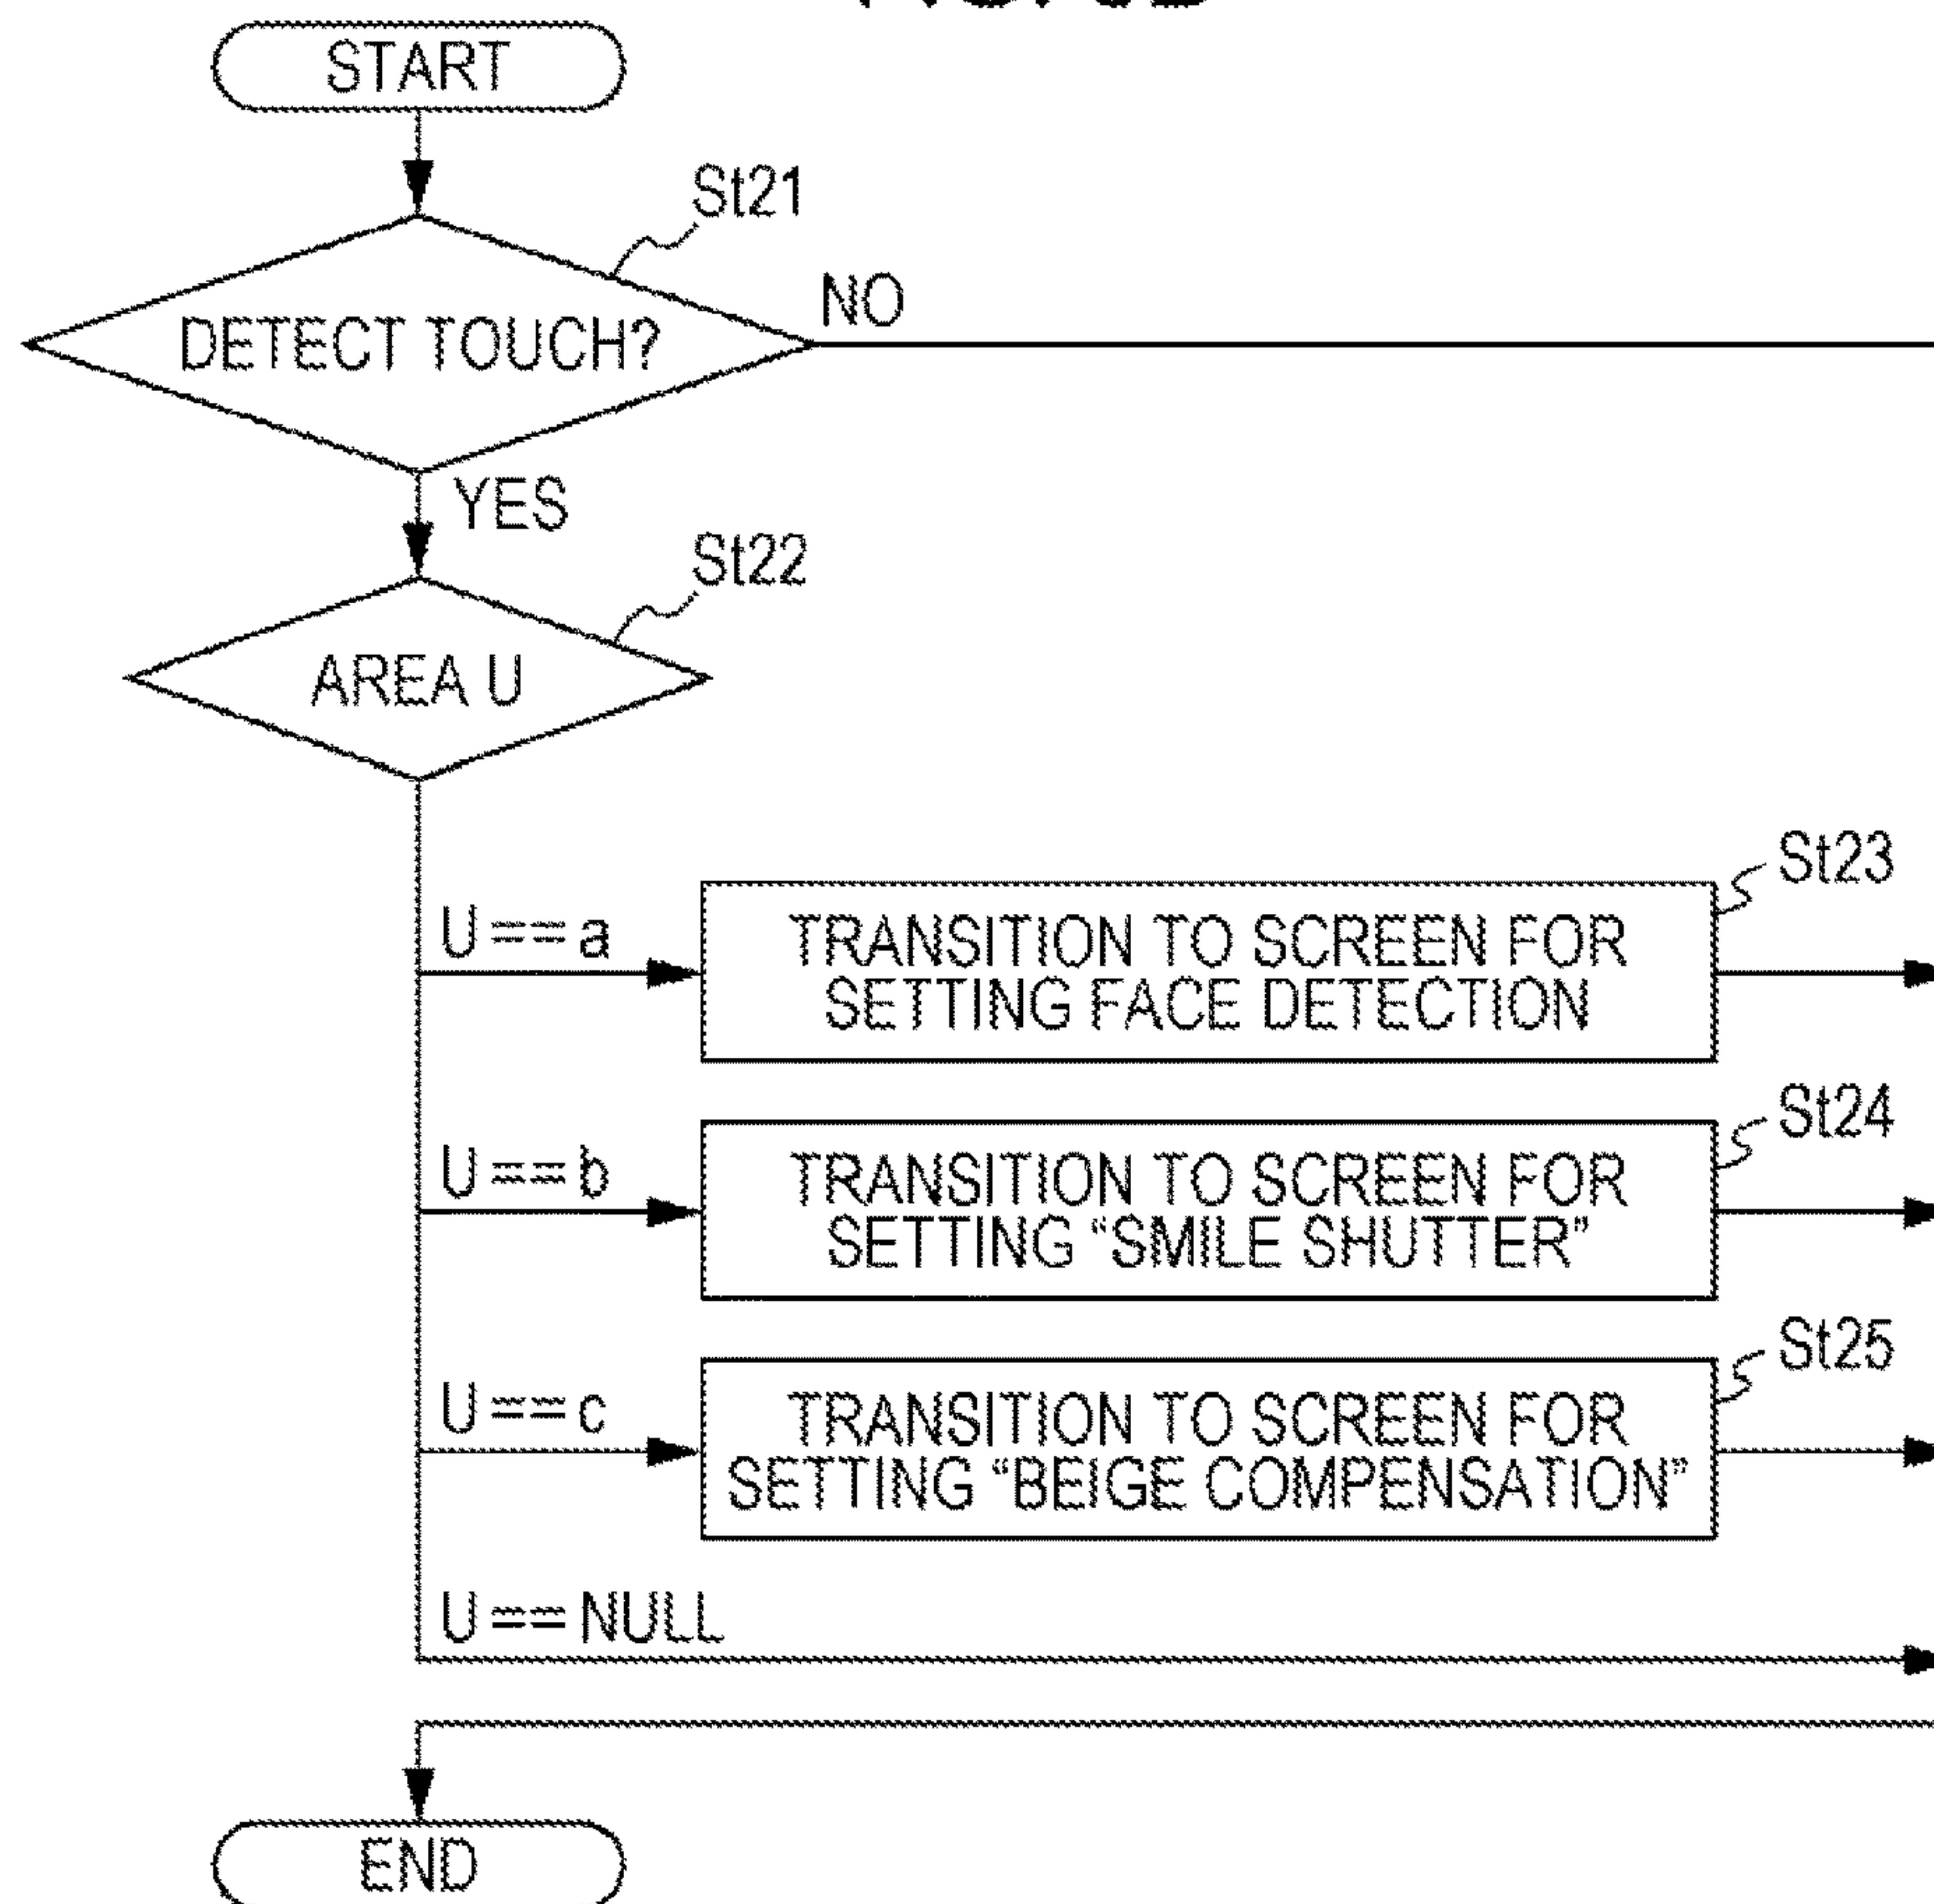 START
St21
DETECT TOUCH?
NO
YES
St22
AREA U
St23
U == a
TRANSITION TO SCREEN FOR
SETTING FACE DETECTION
St24
U == b
TRANSITION TO SCREEN FOR
SETTING “SMILE SHUTTER”
St25
U == c
TRANSITION TO SCREEN FOR
SETTING “BEIGE COMPENSATION”
U == NULL
END